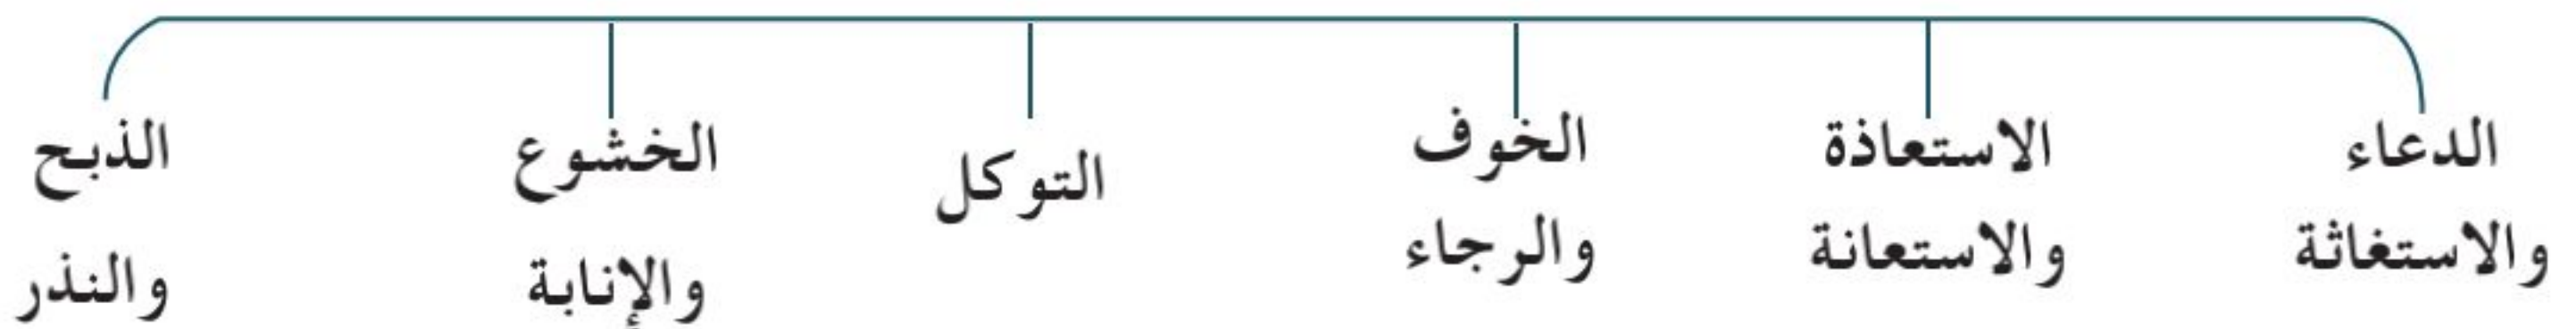 الدعاء
والاستغاثة
الاستعاذة
والاستعانة
الخوف
والرجاء
التوكل
الخشوع
والإنابة
الذبح
والنذر